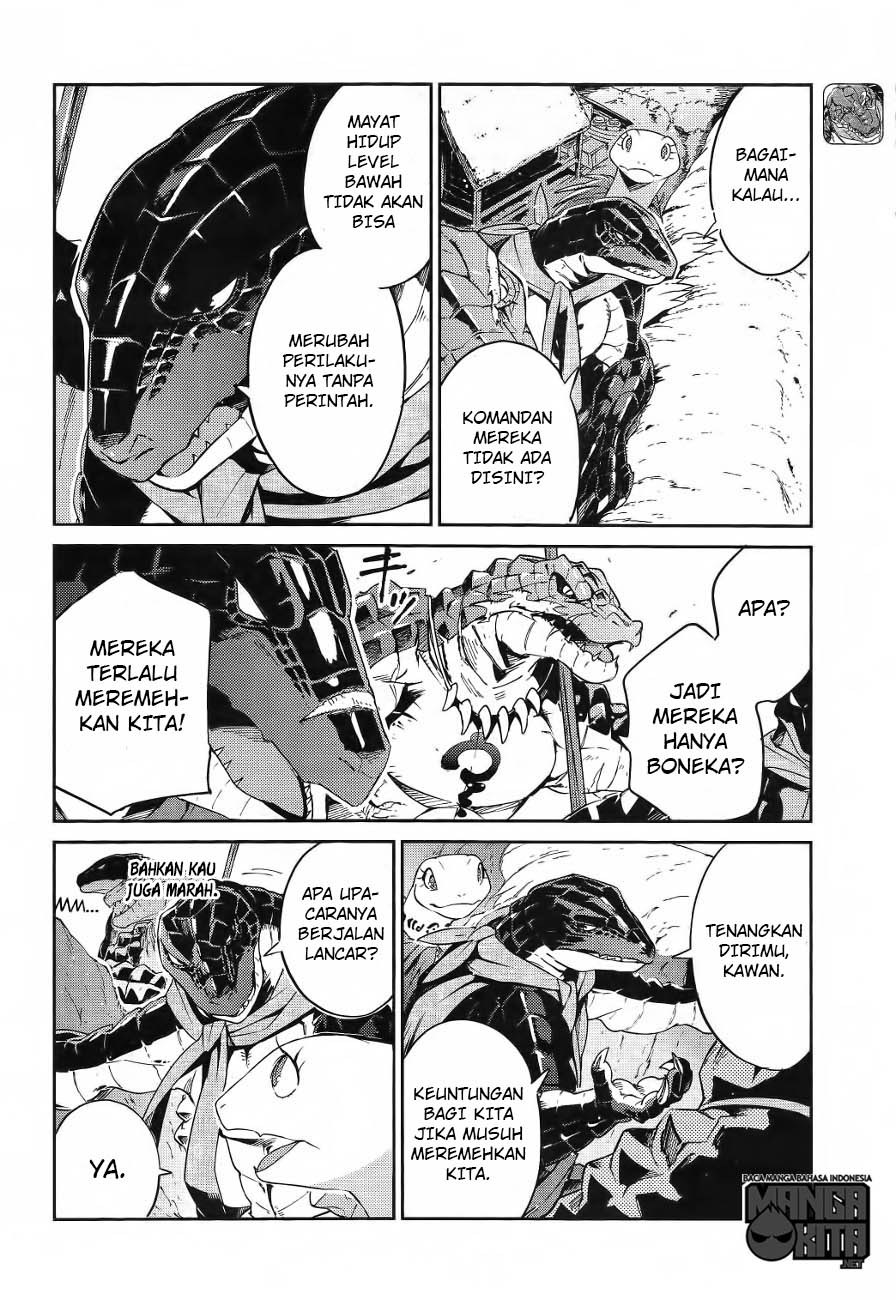 BAGAI-
MANA
KALAU...
KOMANDAN
MEREKA
TIDAK ADA
DISINI?
MAYAT
HIDUP
LEVEL
BAWAH
TIDAK AKAN
BISA
MERUBAH
PERILAKU-
NYA TANPA
PERINTAH.
APA?
JADI
MEREKA
HANYA
BONEKA?
キ
MEREKA
TERLALU
MEREMEH-
KAN KITA!
TENANGKAN
DIRIMU,
KAWAN.
KEUNTUNGAN
BAGI KITA
JIKA MUSUH
MEREMEHKAN
KITA.
APA UPA-
CARANYA
BERJALAN
LANCAR?
BAHKAN KAU
JUGA MARAH.
MM...
YA.
BACA MANGA BAHASA INDONESIA
MANGA
KITA
.NET